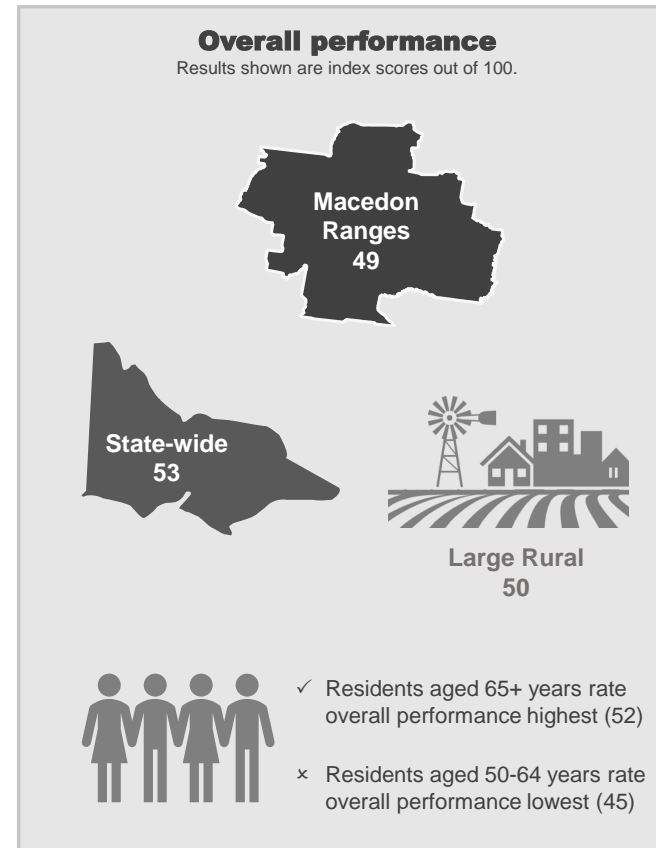 Overall performance
Results shown are index scores out of 100.
Macedon
Ranges
49
State-wide
53
Large Rural
50
✓ Residents aged 65+ years rate
overall performance highest (52)
× Residents aged 50-64 years rate
overall performance lowest (45)